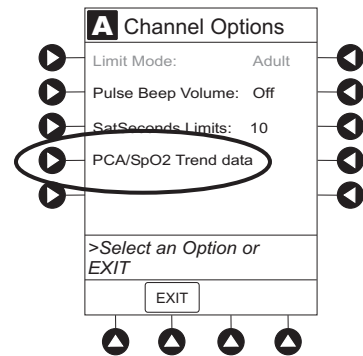 A Channel Options
Limit Mode: Adult
Pulse Beep Volume: Off
SatSeconds Limits: 10
PCA/SpO2 Trend data
>Select an Option or
EXIT
EXIT